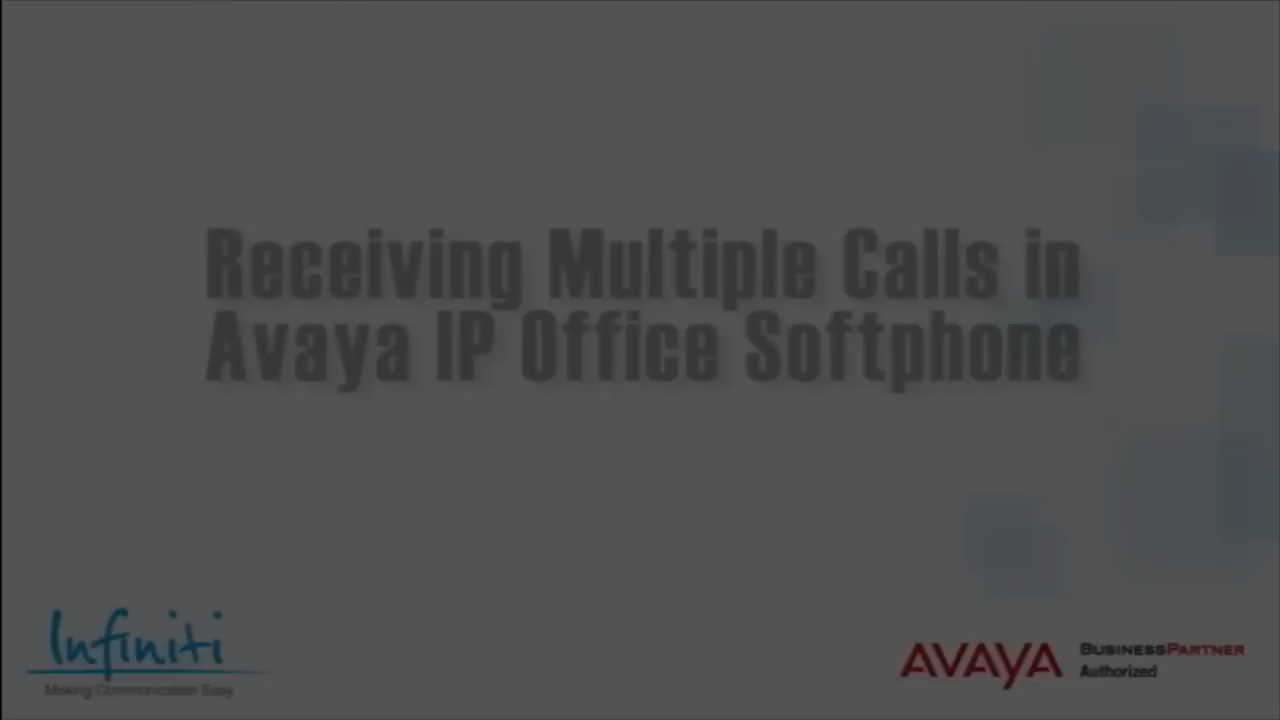 Receiving Multiple Calls in
Avaya IP Office Softphone
Infiniti
Making Communication Easy
AVAYA
BUSINESSPARTNER
Authorized